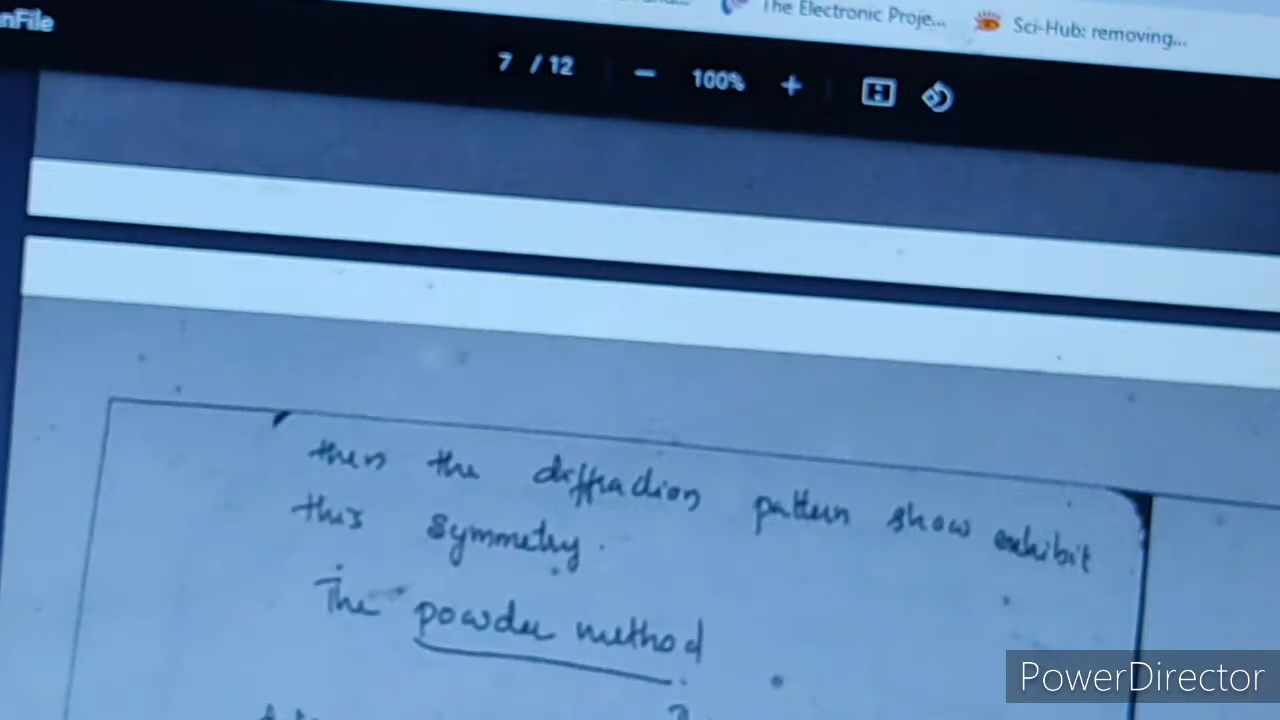 nFile
The Electronic Proje...
Sci-Hub: removing...
7 / 12
100%
then the diffraction pattern show exhibit
this symmetry.
The powder method
PowerDirector